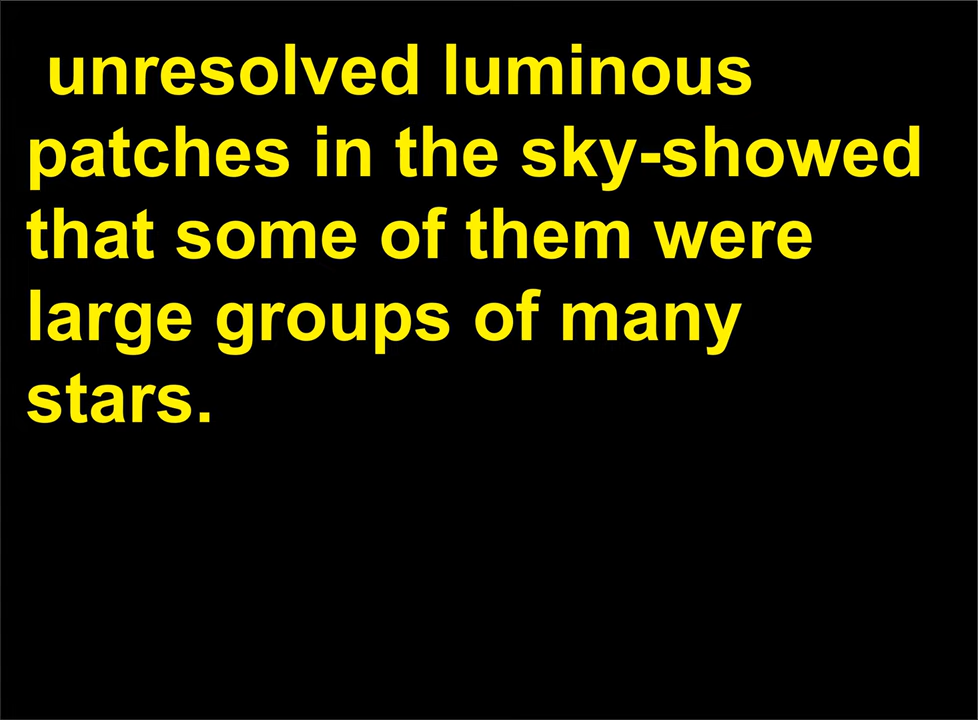 unresolved luminous
patches in the sky-showed
that some of them were
large groups of many
stars.